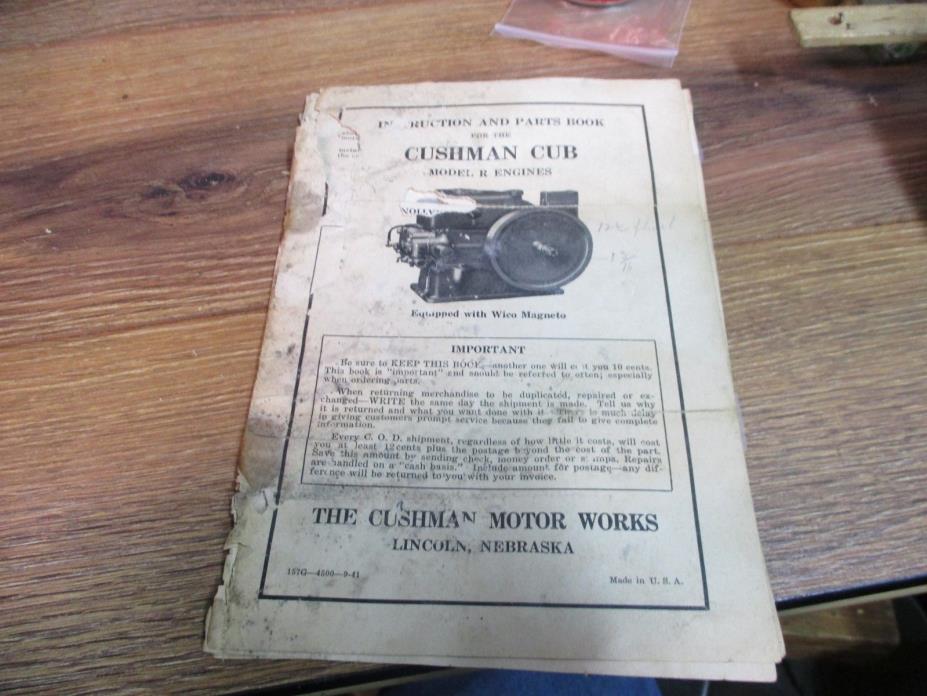 INSTRUCTION AND PARTS BOOK
FOR THE
CUSHMAN CUB
MODEL R ENGINES
Equipped with Wico Magneto
IMPORTANT
Be sure to KEEP THIS BOOK—another one will cost you 10 cents.
This book is "important" and should be referred to often, especially
when ordering parts.
When returning merchandise to be duplicated, repaired or ex-
changed—WRITE the same day the shipment is made. Tell us why
it is returned and what you want done with it. There is much delay
in giving customers prompt service because they fail to give complete
information.
Every C. O. D. shipment, regardless of how little it costs, will cost
you at least 12 cents plus the postage beyond the cost of the part.
Save this amount by sending check, money order or stamps. Repairs
are handled on a "cash basis." Include amount for postage—any dif-
ference will be returned to you with your invoice.
THE CUSHMAN MOTOR WORKS
LINCOLN, NEBRASKA
157G—4500—9-41
Made in U. S. A.